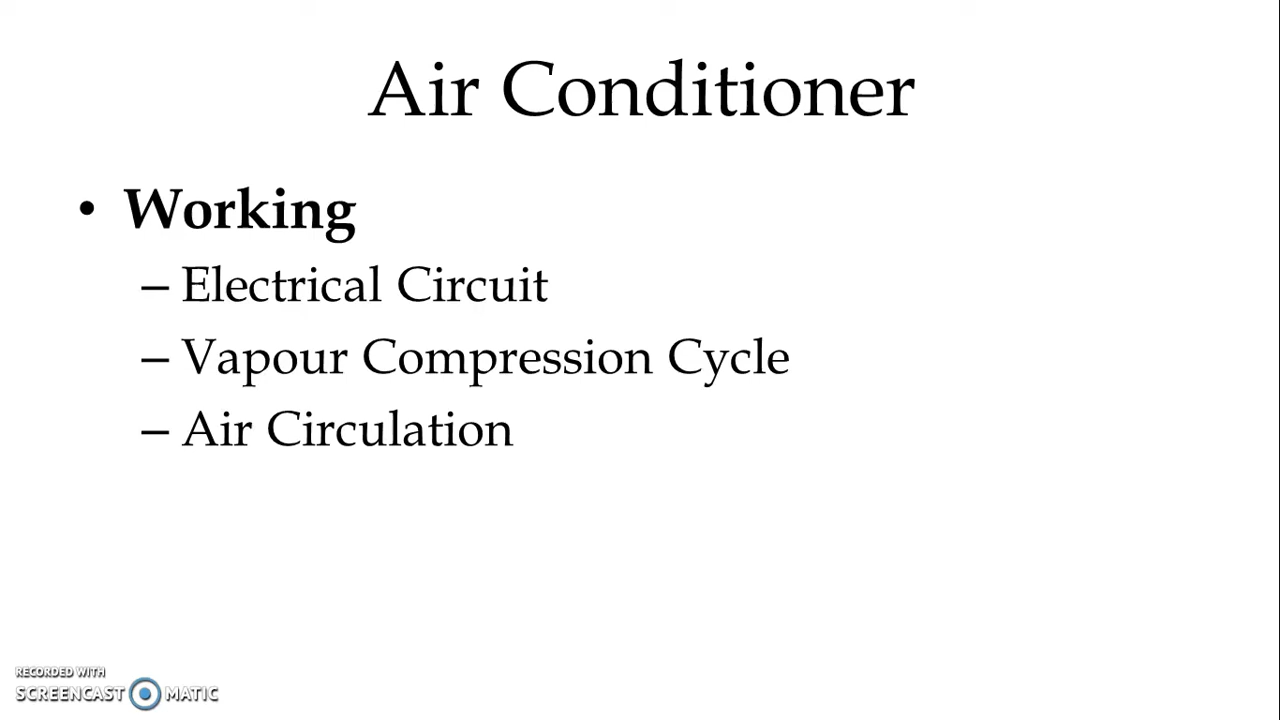 Air Conditioner
• Working
– Electrical Circuit
– Vapour Compression Cycle
– Air Circulation
RECORDED WITH
SCREENCAST MATIC